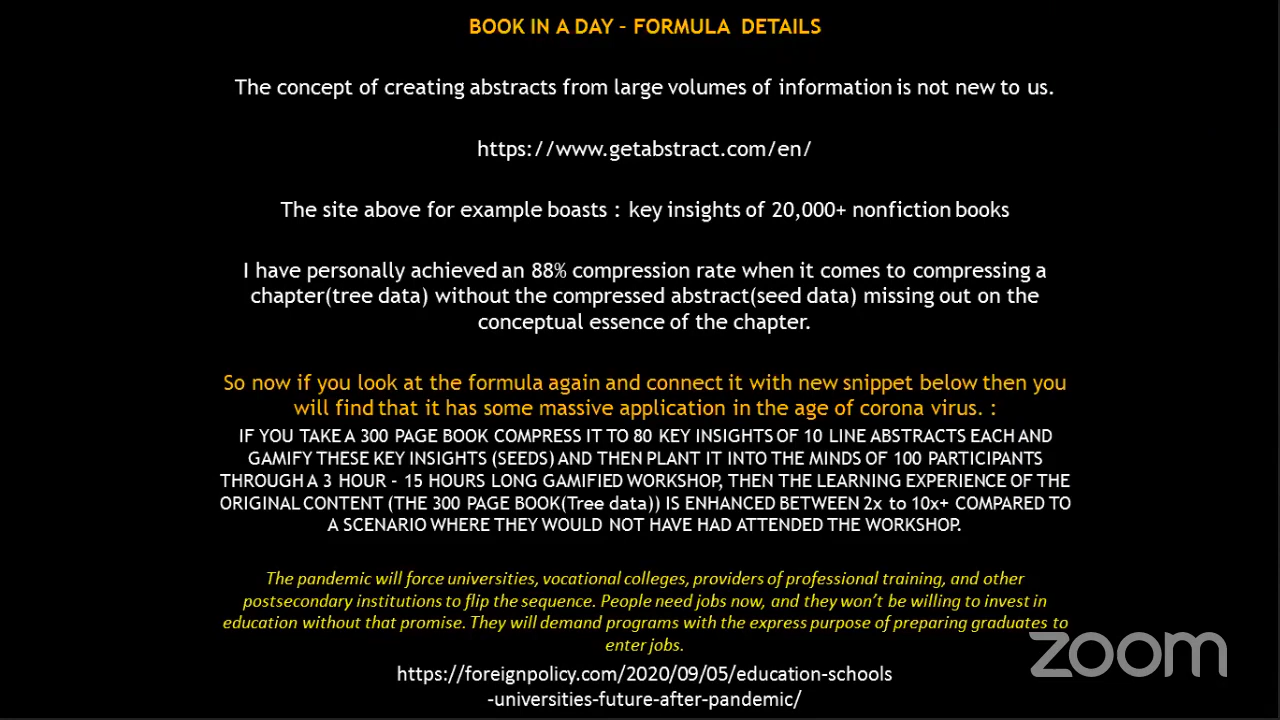 BOOK IN A DAY – FORMULA DETAILS
The concept of creating abstracts from large volumes of information is not new to us.
https://www.getabstract.com/en/
The site above for example boasts : key insights of 20,000+ nonfiction books
I have personally achieved an 88% compression rate when it comes to compressing a
chapter(tree data) without the compressed abstract(seed data) missing out on the
conceptual essence of the chapter.
So now if you look at the formula again and connect it with new snippet below then you
will find that it has some massive application in the age of corona virus. :
IF YOU TAKE A 300 PAGE BOOK COMPRESS IT TO 80 KEY INSIGHTS OF 10 LINE ABSTRACTS EACH AND
GAMIFY THESE KEY INSIGHTS (SEEDS) AND THEN PLANT IT INTO THE MINDS OF 100 PARTICIPANTS
THROUGH A 3 HOUR - 15 HOURS LONG GAMIFIED WORKSHOP, THEN THE LEARNING EXPERIENCE OF THE
ORIGINAL CONTENT (THE 300 PAGE BOOK(Tree data)) IS ENHANCED BETWEEN 2x to 10x+ COMPARED TO
A SCENARIO WHERE THEY WOULD NOT HAVE HAD ATTENDED THE WORKSHOP.
The pandemic will force universities, vocational colleges, providers of professional training, and other
postsecondary institutions to flip the sequence. People need jobs now, and they won't be willing to invest in
education without that promise. They will demand programs with the express purpose of preparing graduates to
enter jobs.
https://foreignpolicy.com/2020/09/05/education-schools
-universities-future-after-pandemic/
zoom